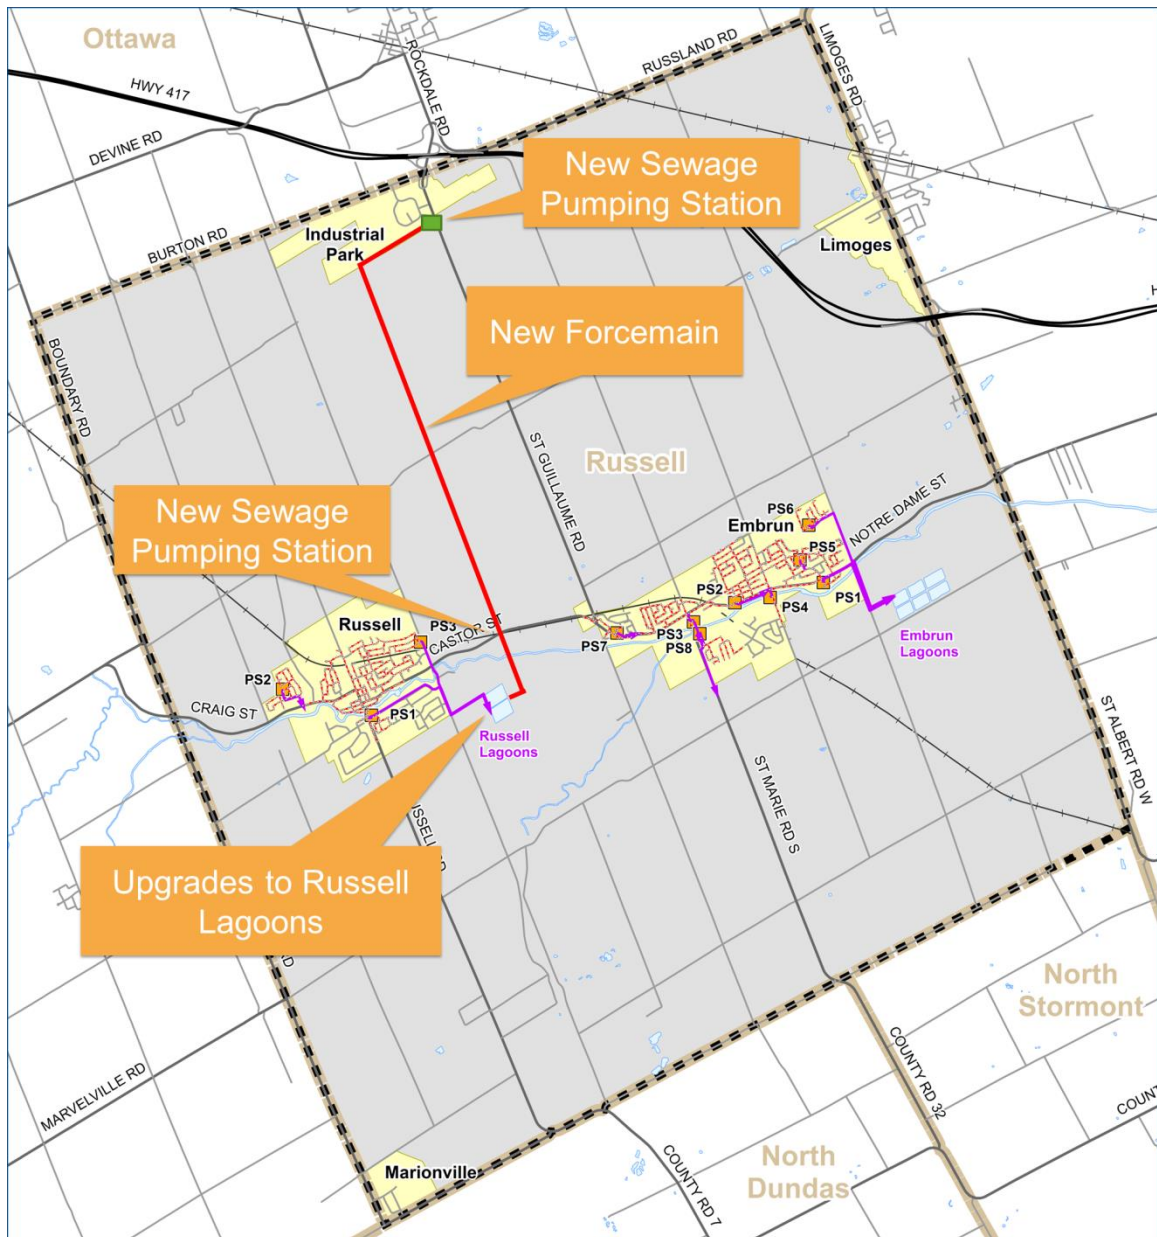 Ottawa
HWY 417
DEVINE RD
ROCKDALE RD
RUSSLAND RD
LIMOGES RD
New Sewage
Pumping Station
BURTON RD
Industrial
Park
Limoges
H
New Forcemain
BOUNDARY RD
ST GUILLAUME RD
Russell
New Sewage
Pumping Station
PS6
Embrun
NOTRE DAME ST
PS5
PS2
PS1
PS4
Russell
PS3
CASTOR ST
PS7
PS3
PS8
Embrun
Lagoons
PS2
CRAIG ST
PS1
Russell
Lagoons
ST ALBERT RD W
ST MARIE RD S
ISSELL RD
Upgrades to Russell
Lagoons
RD
North
Stormont
MARVELVILLE RD
COUNTY RD 32
COUNT
Marionville
COUNTY RD 7
North
Dundas